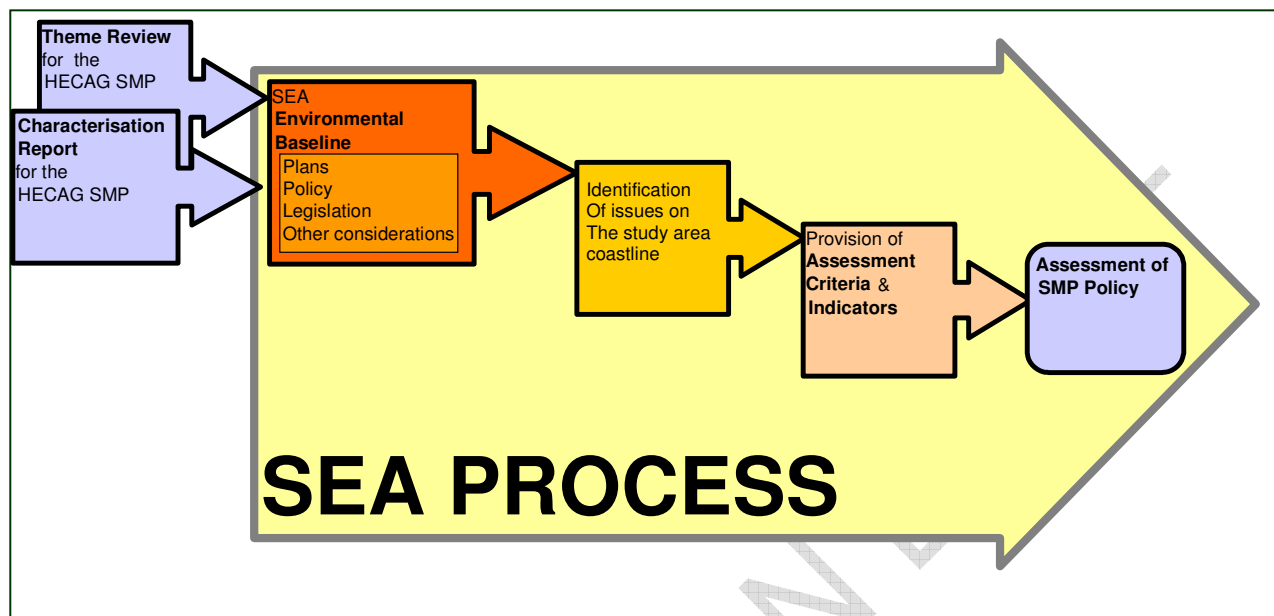 Theme Review
for the
HECAG SMP
Characterisation
Report
for the
HECAG SMP
SEA
Environmental
Baseline
Plans
Policy
Legislation
Other considerations
Identification
Of issues on
The study area
coastline
Provision of
Assessment
Criteria &
Indicators
Assessment of
SMP Policy
SEA PROCESS